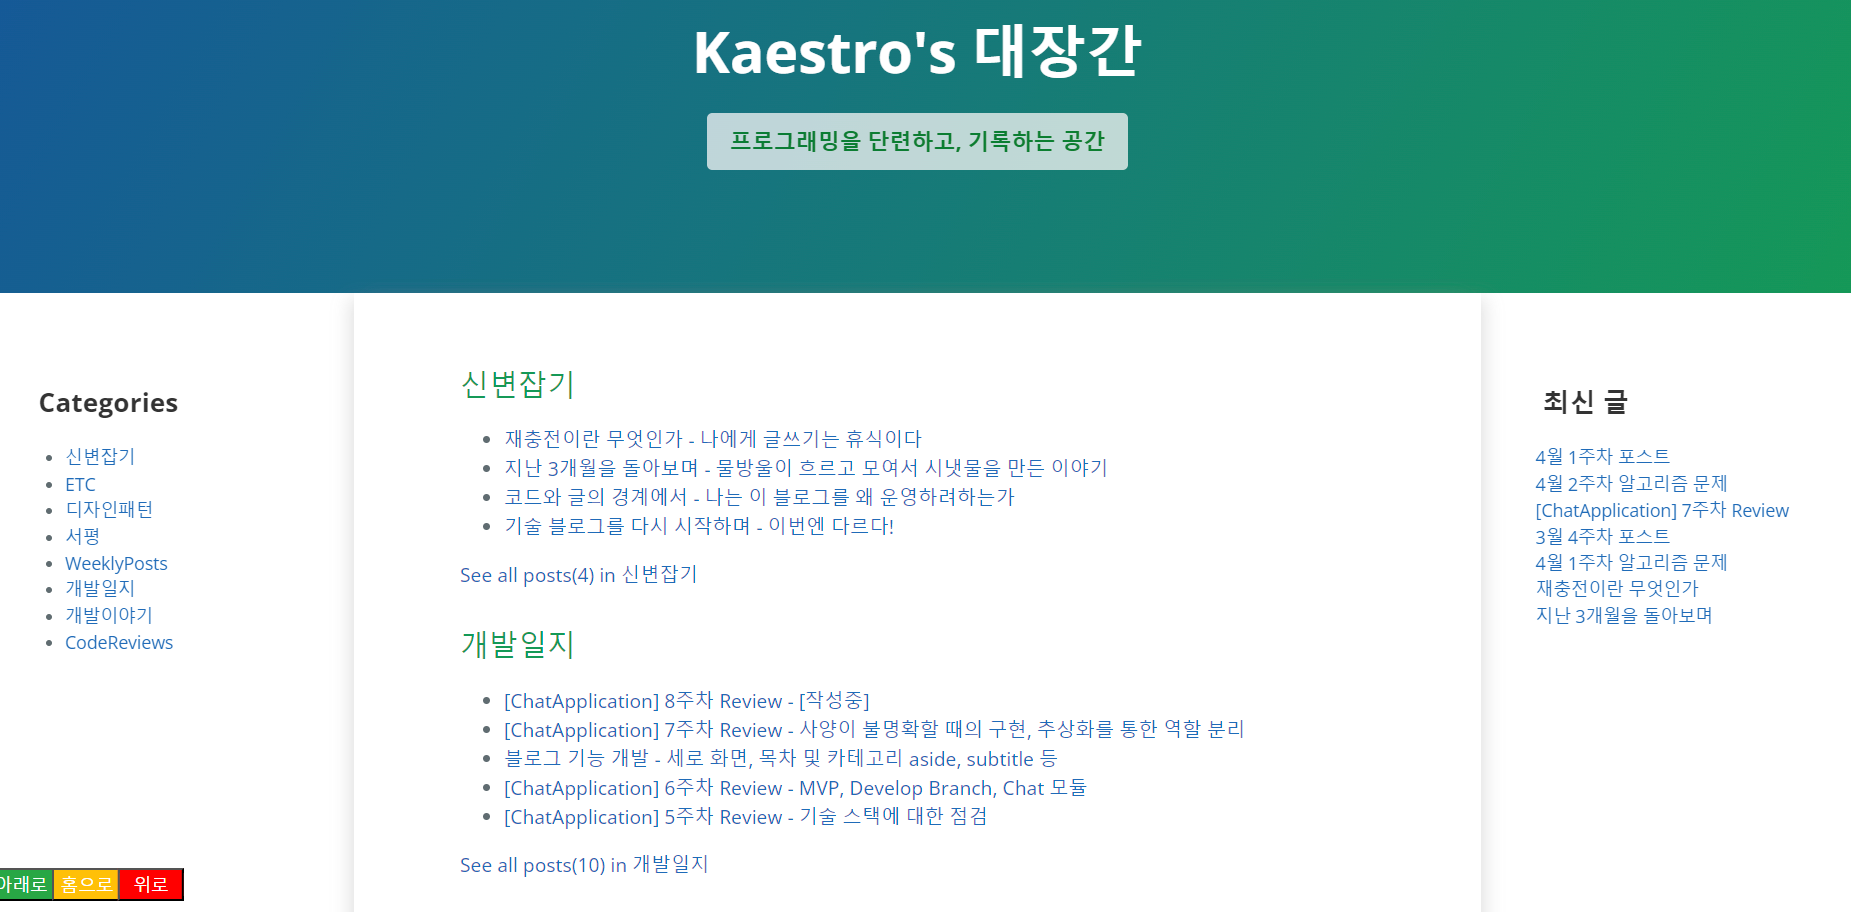 Kaestro's 대장간
프로그래밍을 단련하고, 기록하는 공간
Categories
신변잡기
ETC
디자인패턴
서평
WeeklyPosts
개발일지
개발이야기
CodeReviews
신변잡기
재충전이란 무엇인가 - 나에게 글쓰기는 휴식이다
지난 3개월을 돌아보며 - 물방울이 흐르고 모여서 시냇물을 만든 이야기
코드와 글의 경계에서 - 나는 이 블로그를 왜 운영하려하는가
기술 블로그를 다시 시작하며 - 이번엔 다르다!
See all posts(4) in 신변잡기
개발일지
[ChatApplication] 8주차 Review - [작성중]
[ChatApplication] 7주차 Review - 사양이 불명확할 때의 구현, 추상화를 통한 역할 분리
블로그 기능 개발 - 세로 화면, 목차 및 카테고리 aside, subtitle 등
[ChatApplication] 6주차 Review - MVP, Develop Branch, Chat 모듈
[ChatApplication] 5주차 Review - 기술 스택에 대한 점검
See all posts(10) in 개발일지
최신 글
4월 1주차 포스트
4월 2주차 알고리즘 문제
[ChatApplication] 7주차 Review
3월 4주차 포스트
4월 1주차 알고리즘 문제
재충전이란 무엇인가
지난 3개월을 돌아보며
아래로 홈으로 위로